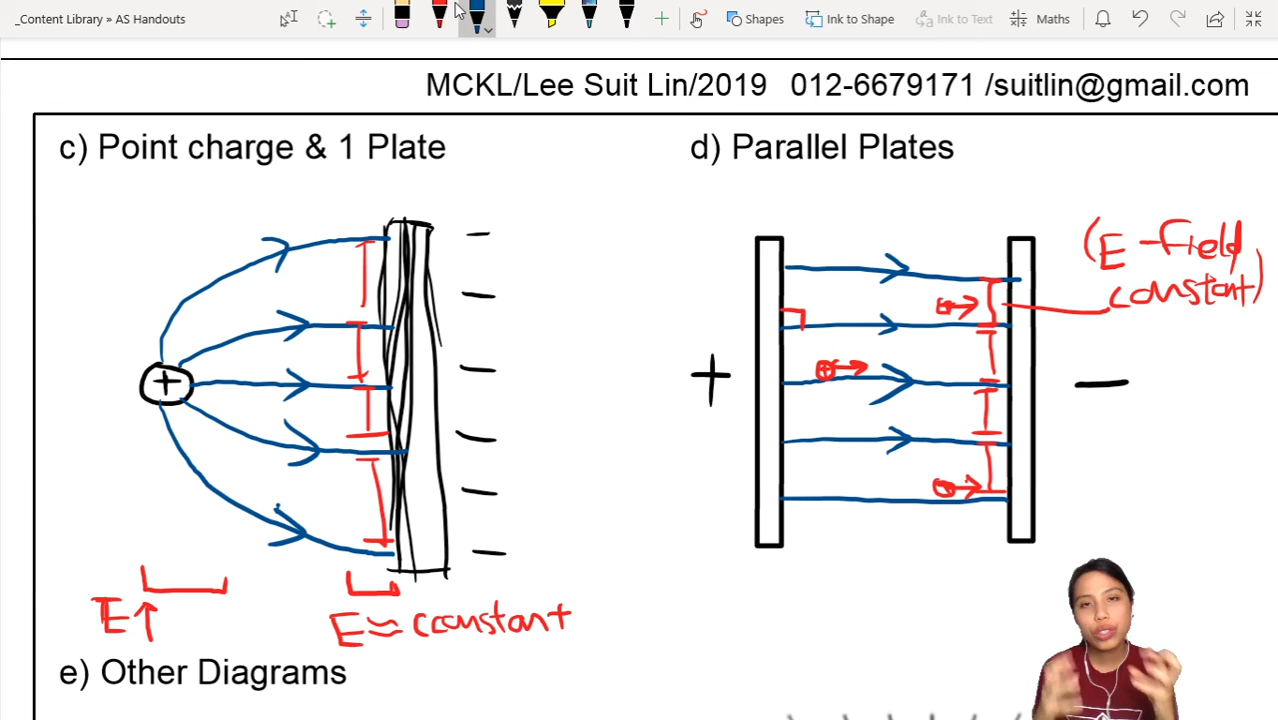 _Content Library » AS Handouts
Shapes
Ink to Shape
Ink to Text
Maths
MCKL/Lee Suit Lin/2019 012-6679171 /suitlin@gmail.com
c) Point charge & 1 Plate
d) Parallel Plates
(E-field
constant)
+
+
+
−
E↑
E≈ constant
e) Other Diagrams